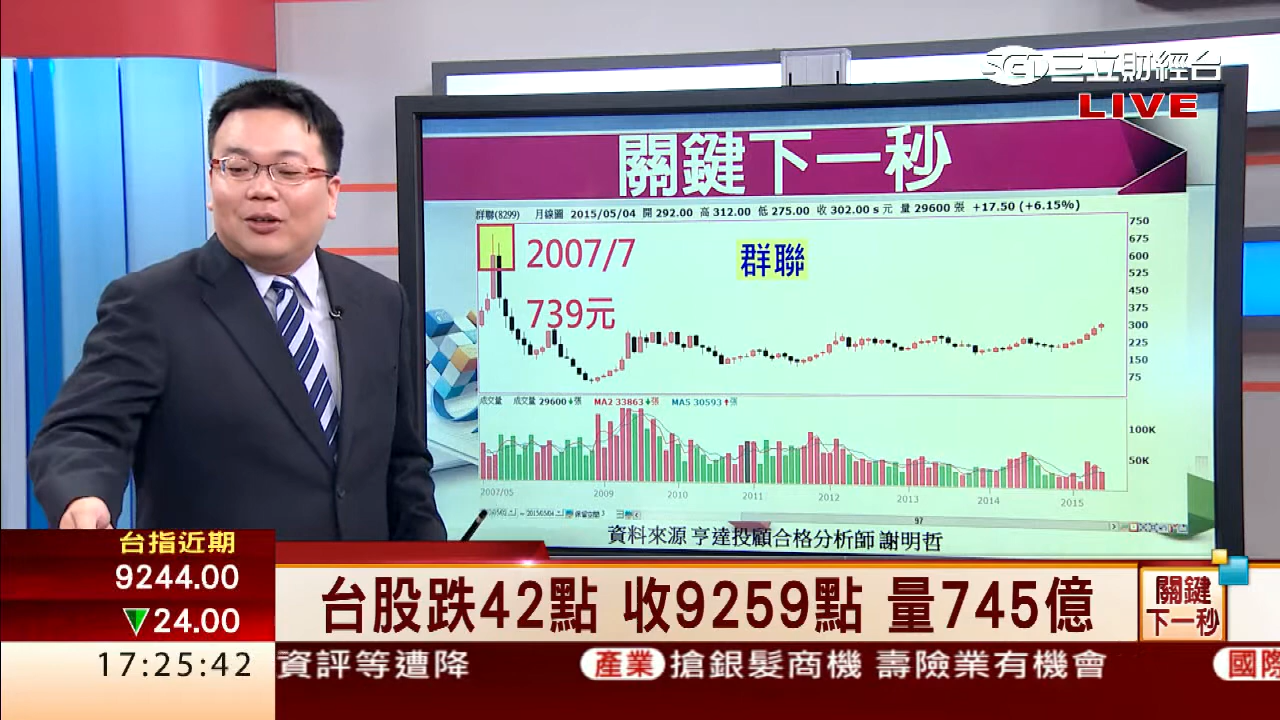 SET 三立財經台
LIVE
關鍵下一秒
群聯(8299) 月線圖 2015/05/04 開 292.00 高 312.00 低 275.00 收 302.00 s 元 量 29600 張 +17.50 (+6.15%)
2007/7
群聯
739元
750
675
600
525
450
375
300
225
150
75
成交量 成交量 29600↓張 MA2 33863↓張 MA5 30593↑張
100K
50K
2007/05 2009 2010 2011 2012 2013 2014 2015
97
資料來源 亨達投顧合格分析師 謝明哲
台指近期
9244.00
▼24.00
台股跌42點 收9259點 量745億
關鍵
下一秒
17:25:42
資評等遭降 產業 搶銀髮商機 壽險業有機會 國際